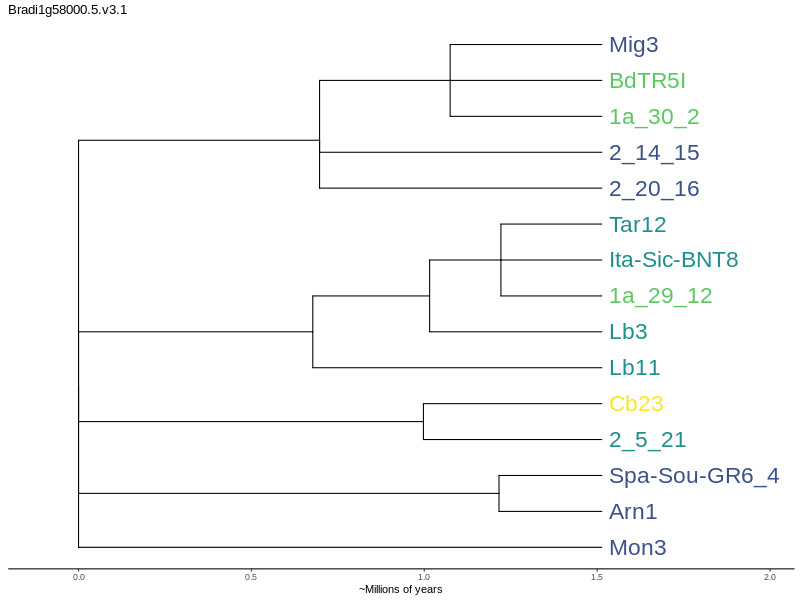 Bradi1g58000.5.v3.1
Mig3
BdTR5I
1a_30_2
2_14_15
2_20_16
Tar12
Ita-Sic-BNT8
1a_29_12
Lb3
Lb11
Cb23
2_5_21
Spa-Sou-GR6_4
Arn1
Mon3
0.0 0.5 1.0 1.5 2.0
~Millions of years